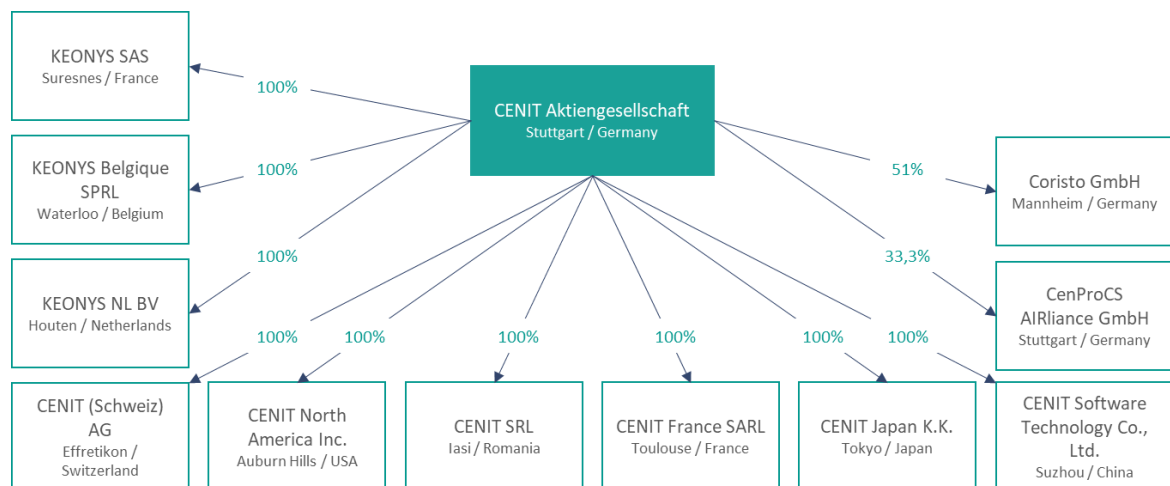 KEONYS SAS
Suresnes / France
100%
CENIT Aktiengesellschaft
Stuttgart / Germany
KEONYS Belgique
SPRL
Waterloo / Belgium
100%
51%
Coristo GmbH
Mannheim / Germany
KEONYS NL BV
Houten / Netherlands
100%
33,3%
CenProCS
AIRliance GmbH
Stuttgart / Germany
100%
100%
100%
100%
100%
100%
CENIT (Schweiz)
AG
Effretikon /
Switzerland
CENIT North
America Inc.
Auburn Hills / USA
CENIT SRL
Iasi / Romania
CENIT France SARL
Toulouse / France
CENIT Japan K.K.
Tokyo / Japan
CENIT Software
Technology Co.,
Ltd.
Suzhou / China